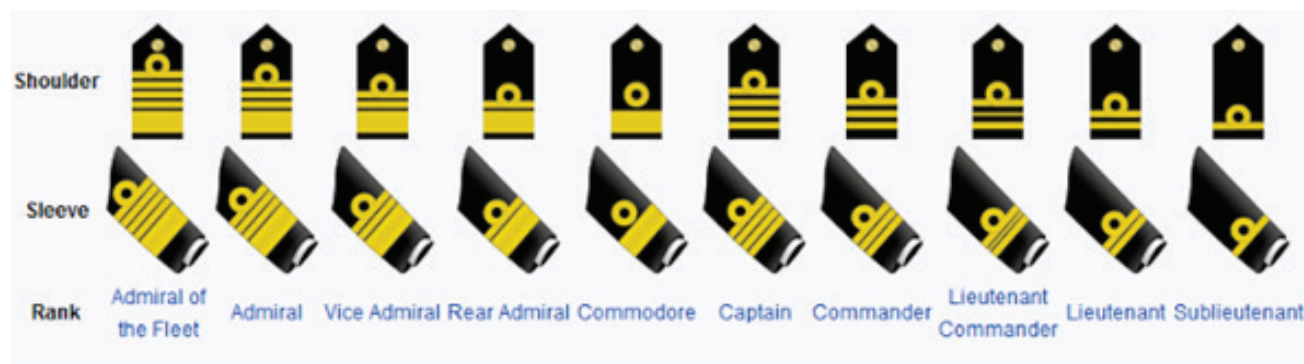 Shoulder
Sleeve
Rank
Admiral of
the Fleet
Admiral
Vice Admiral
Rear Admiral
Commodore
Captain
Commander
Lieutenant
Commander
Lieutenant
Sublieutenant